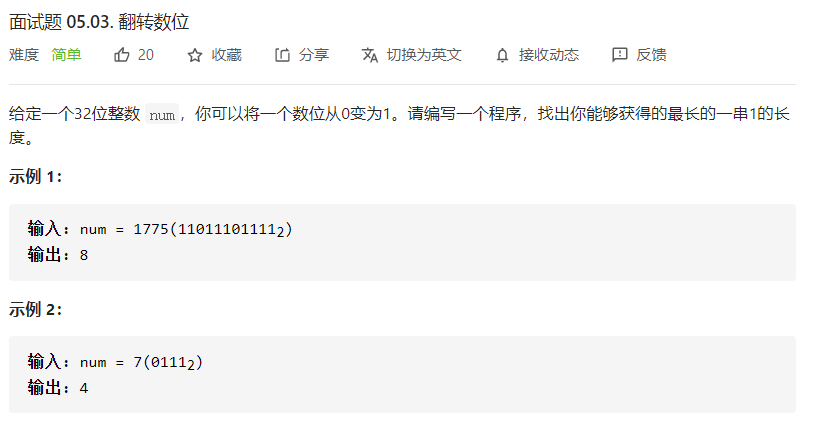 面试题 05.03. 翻转数位
难度 简单 20 收藏 分享 切换为英文 接收动态 反馈
给定一个32位整数 num，你可以将一个数位从0变为1。请编写一个程序，找出你能够获得的最长的一串1的长
度。
示例 1：
输入：num = 1775(11011101111₂)
输出：8
示例 2：
输入：num = 7(0111₂)
输出：4